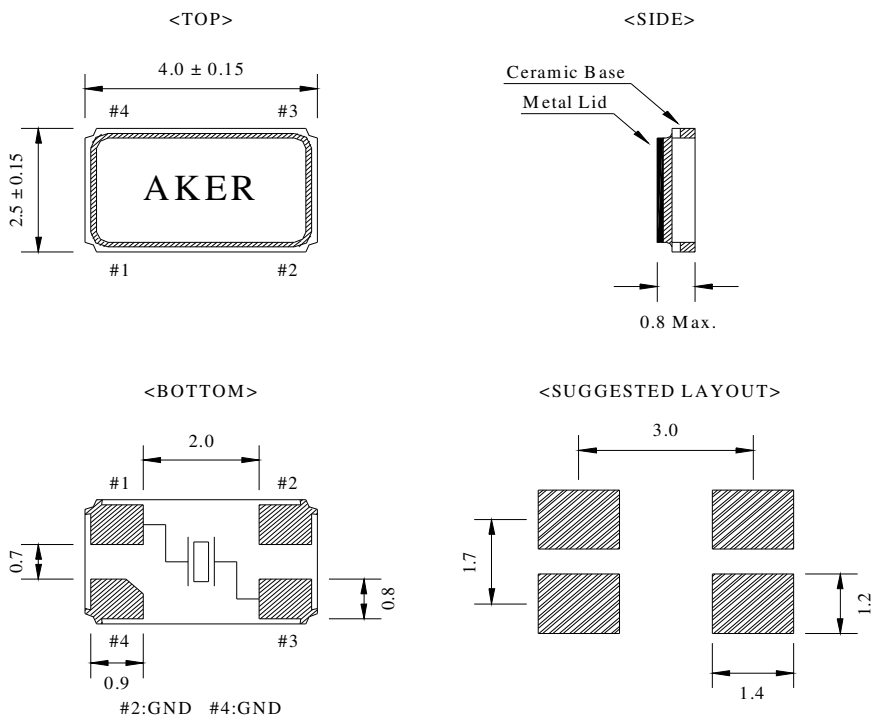 <TOP>
<SIDE>
4.0 ± 0.15
#4 #3
2.5 ± 0.15
AKER
#1 #2
Ceramic Base
Metal Lid
0.8 Max.
<BOTTOM>
2.0
#1 #2
0.7
0.8
#4 #3
0.9
#2:GND #4:GND
<SUGGESTED LAYOUT>
3.0
1.7
1.2
1.4